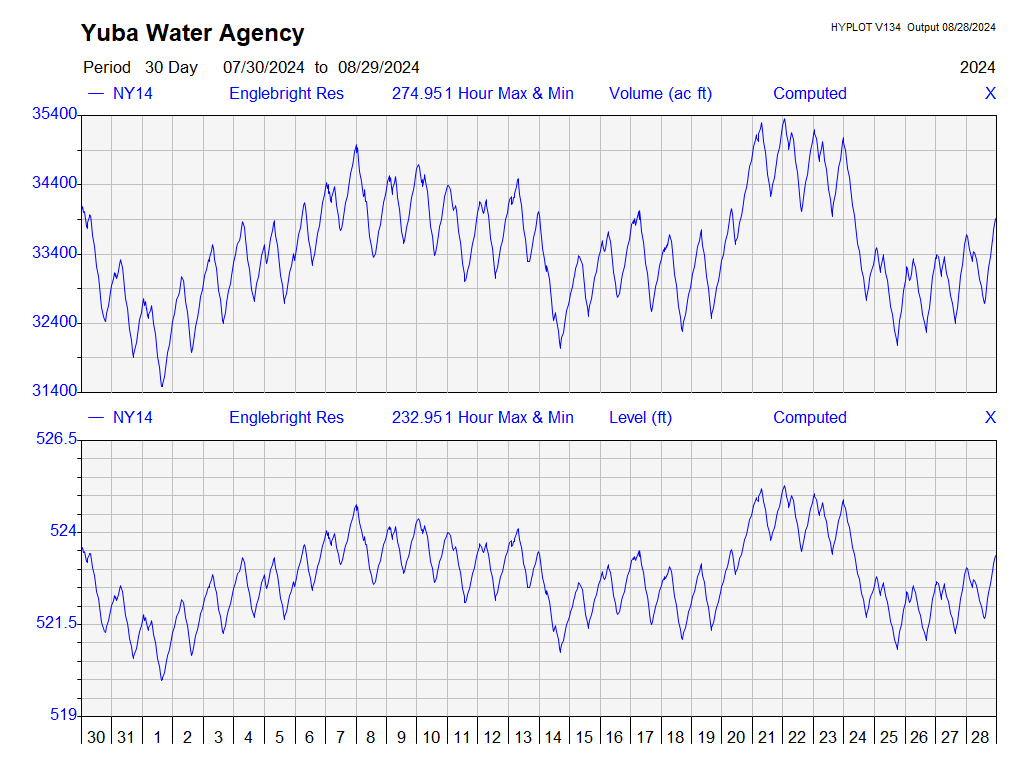 Yuba Water Agency
HYPLOT V134 Output 08/28/2024
Period 30 Day 07/30/2024 to 08/29/2024 2024
NY14 Englebright Res 274.951 Hour Max & Min Volume (ac ft) Computed X
35400
34400
33400
32400
31400
NY14 Englebright Res 232.951 Hour Max & Min Level (ft) Computed X
526.5
524
521.5
519
30 31 1 2 3 4 5 6 7 8 9 10 11 12 13 14 15 16 17 18 19 20 21 22 23 24 25 26 27 28